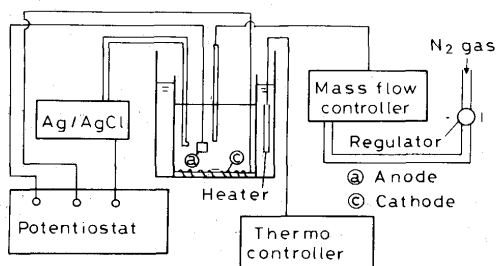 N2 gas
Mass flow
controller
Ag/AgCl
Regulator
ⓐ
ⓒ
Heater
ⓐ Anode
ⓒ Cathode
Potentiostat
Thermo
controller